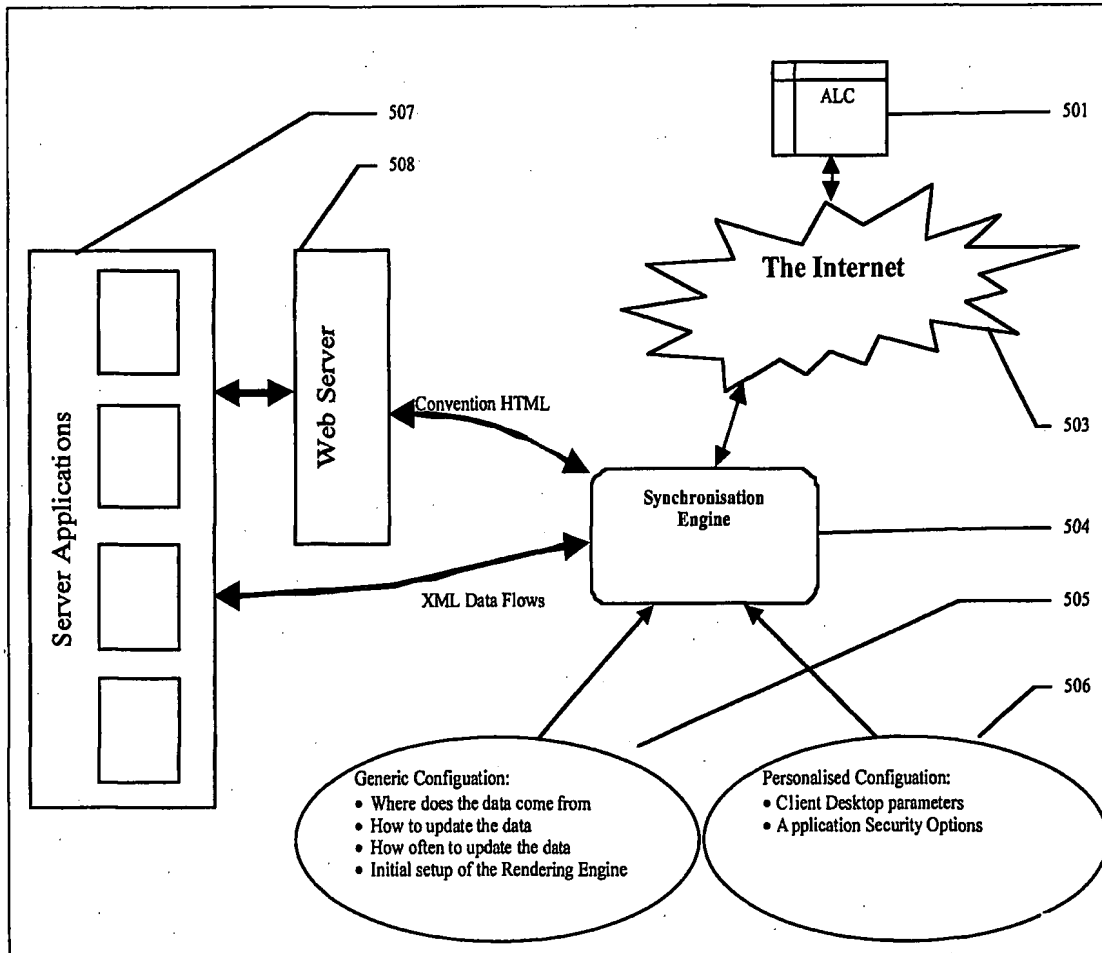 507
508
ALC
501
The Internet
503
Server Applications
Web Server
Convention HTML
Synchronisation
Engine
504
XML Data Flows
505
506
Generic Configuation:
• Where does the data come from
• How to update the data
• How often to update the data
• Initial setup of the Rendering Engine
Personalised Configuation:
• Client Desktop parameters
• Application Security Options